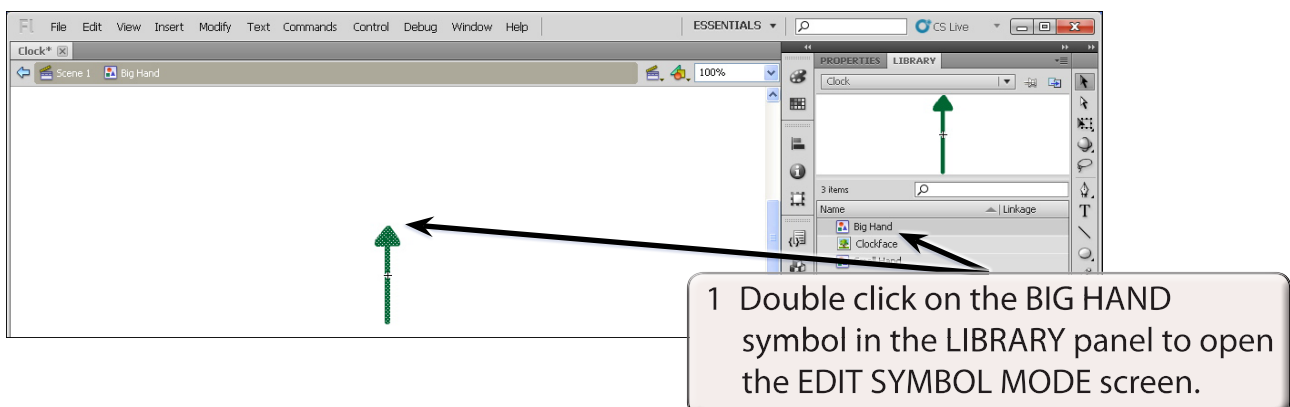 Fl File Edit View Insert Modify Text Commands Control Debug Window Help ESSENTIALS CS Live
Clock*
Scene 1 Big Hand 100%
PROPERTIES LIBRARY
Clock
3 items
Name Linkage
Big Hand
Clockface
Hand
1 Double click on the BIG HAND
symbol in the LIBRARY panel to open
the EDIT SYMBOL MODE screen.